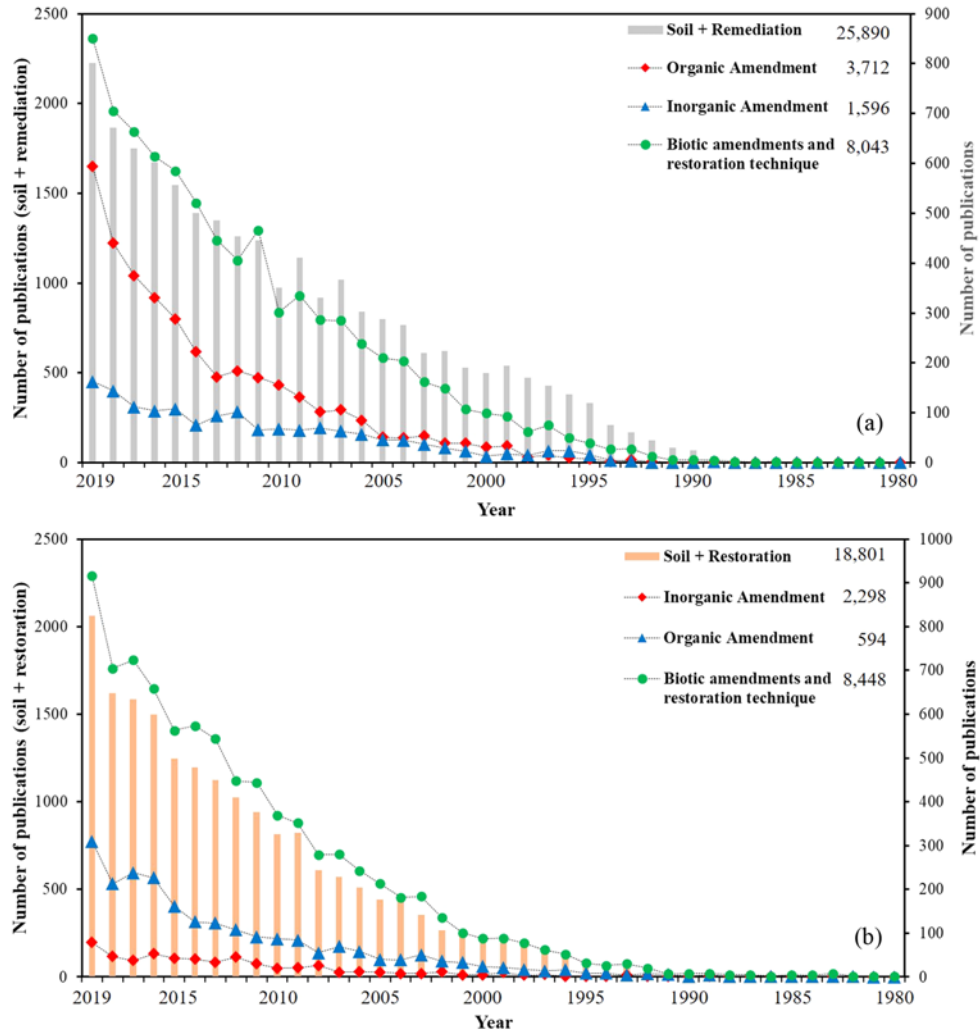 2500
2000
1500
1000
500
0
Number of publications (soil + remediation)
900
800
700
600
500
400
300
200
100
0
Number of publications
Soil + Remediation 25,890
Organic Amendment 3,712
Inorganic Amendment 1,596
Biotic amendments and
restoration technique 8,043
(a)
2019 2015 2010 2005 2000 1995 1990 1985 1980
Year
2500
2000
1500
1000
500
0
Number of publications (soil + restoration)
1000
900
800
700
600
500
400
300
200
100
0
Number of publications
Soil + Restoration 18,801
Inorganic Amendment 2,298
Organic Amendment 594
Biotic amendments and
restoration technique 8,448
(b)
2019 2015 2010 2005 2000 1995 1990 1985 1980
Year